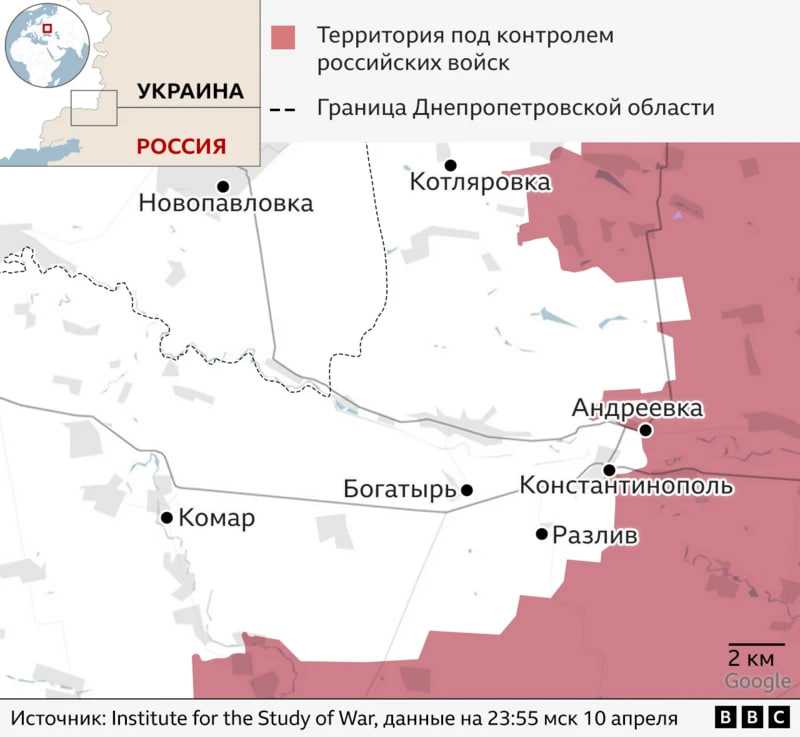 УКРАИНА
РОССИЯ
Территория под контролем
российских войск
Граница Днепропетровской области
Котляровка
Новопавловка
Андреевка
Константинополь
Богатырь
Комар
Разлив
2 км
Google
Источник: Institute for the Study of War, данные на 23:55 мск 10 апреля
BBC